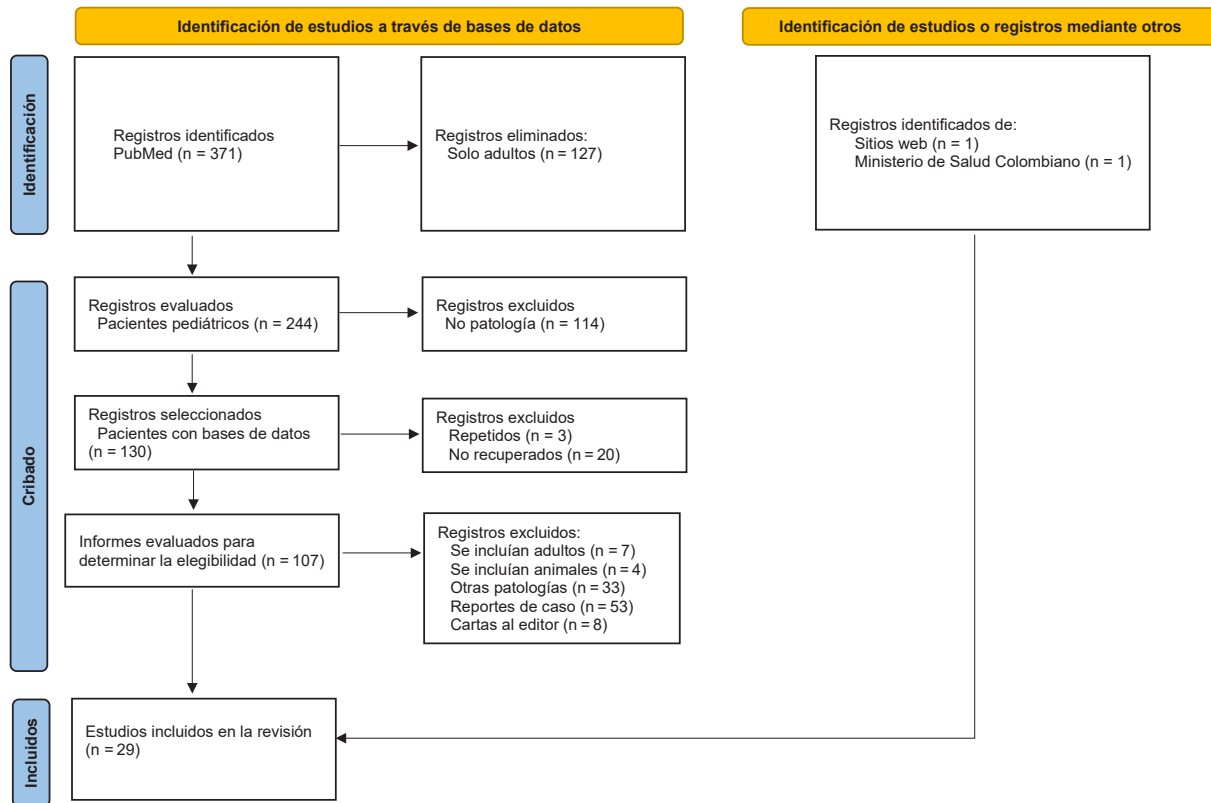 Identificación de estudios a través de bases de datos
Identificación de estudios o registros mediante otros
Identificación
Registros identificados
PubMed (n = 371)
Registros eliminados:
Solo adultos (n = 127)
Registros identificados de:
Sitios web (n = 1)
Ministerio de Salud Colombiano (n = 1)
Cribado
Registros evaluados
Pacientes pediátricos (n = 244)
Registros excluidos
No patología (n = 114)
Registros seleccionados
Pacientes con bases de datos
(n = 130)
Registros excluidos
Repetidos (n = 3)
No recuperados (n = 20)
Informes evaluados para
determinar la elegibilidad (n = 107)
Registros excluidos:
Se incluían adultos (n = 7)
Se incluían animales (n = 4)
Otras patologías (n = 33)
Reportes de caso (n = 53)
Cartas al editor (n = 8)
Incluidos
Estudios incluidos en la revisión
(n = 29)